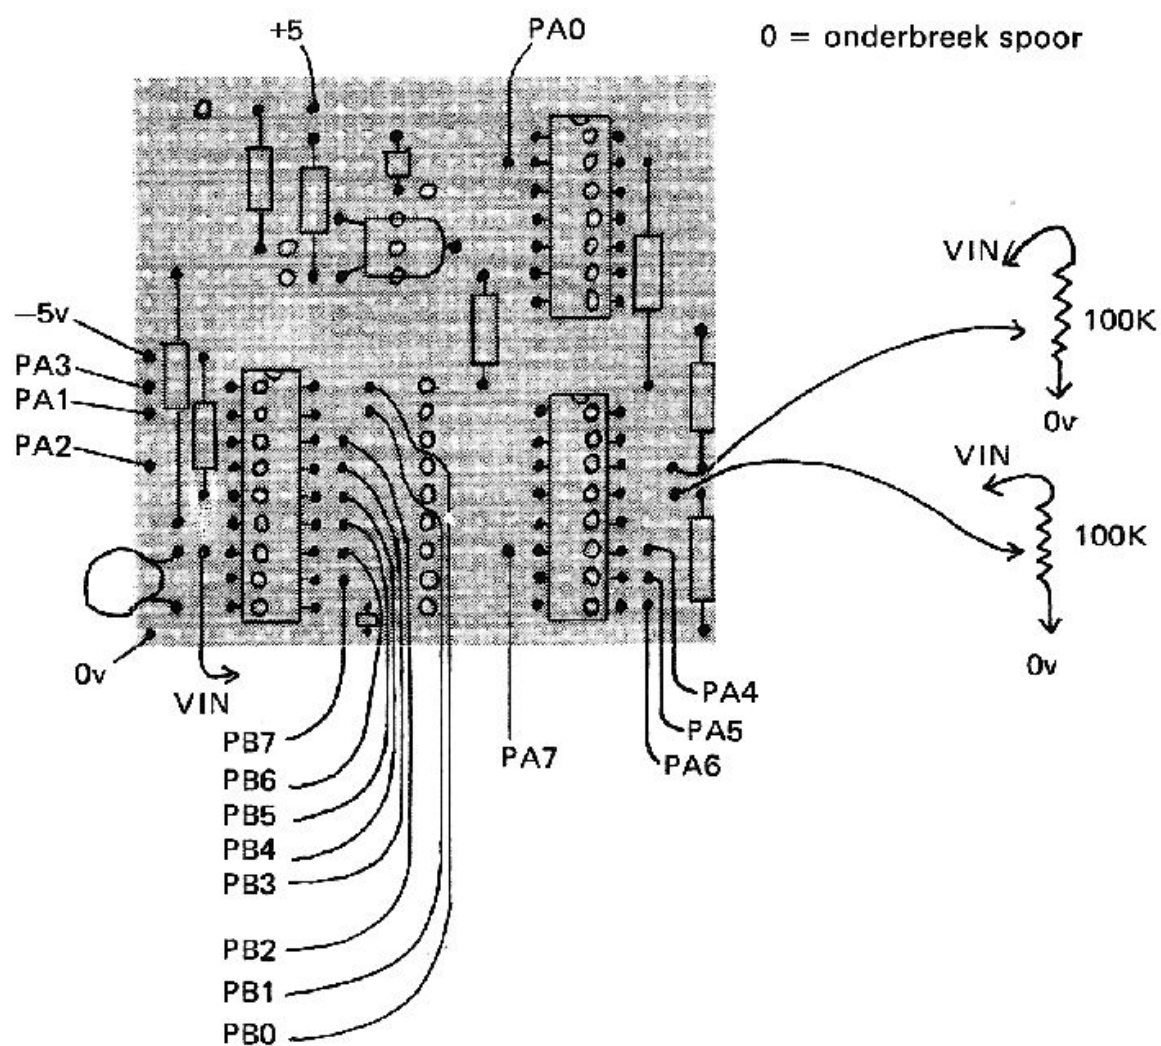 +5
PA0
0 = onderbreek spoor
−5v
PA3
PA1
PA2
0v
VIN
VIN
100K
0v
VIN
100K
0v
PB7
PB6
PB5
PB4
PB3
PB2
PB1
PB0
PA7
PA4
PA5
PA6